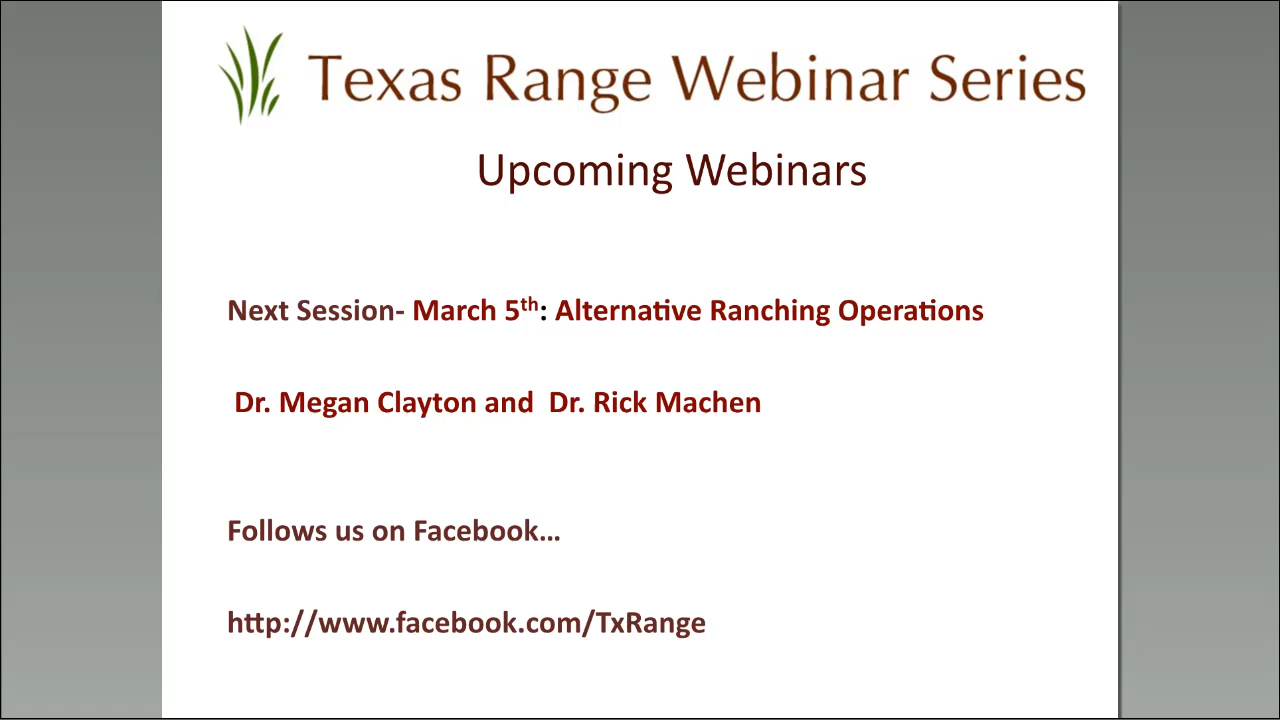 Texas Range Webinar Series
Upcoming Webinars
Next Session- March 5th: Alternative Ranching Operations
Dr. Megan Clayton and Dr. Rick Machen
Follows us on Facebook…
http://www.facebook.com/TxRange